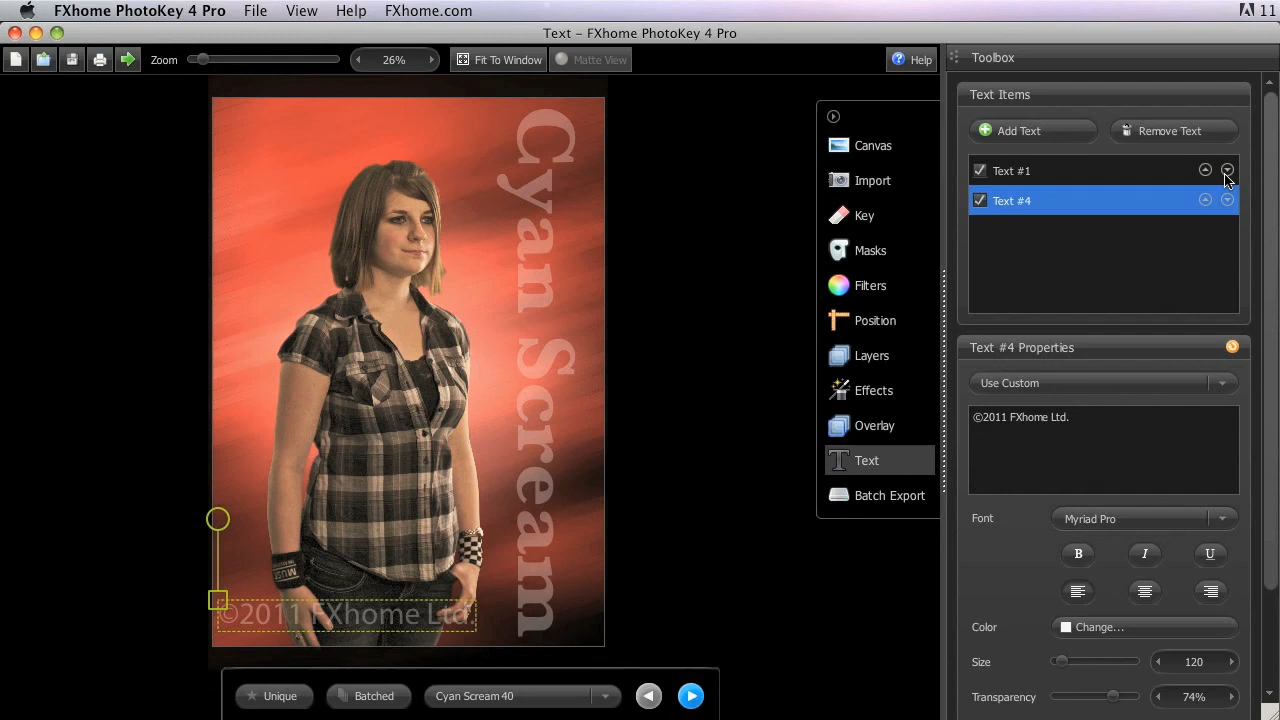 FXhome PhotoKey 4 Pro File View Help FXhome.com 11
Text – FXhome PhotoKey 4 Pro
Zoom 26% Fit To Window Matte View Help
Toolbox
Text Items
Add Text Remove Text
Text #1
Text #4
Canvas
Import
Key
Masks
Filters
Position
Layers
Effects
Overlay
Text
Batch Export
Text #4 Properties
Use Custom
©2011 FXhome Ltd.
Font Myriad Pro
B I U
Color Change...
Size 120
Transparency 74%
Cyan Scream
MUSE
©2011 FXhome Ltd.
Unique Batched Cyan Scream 40